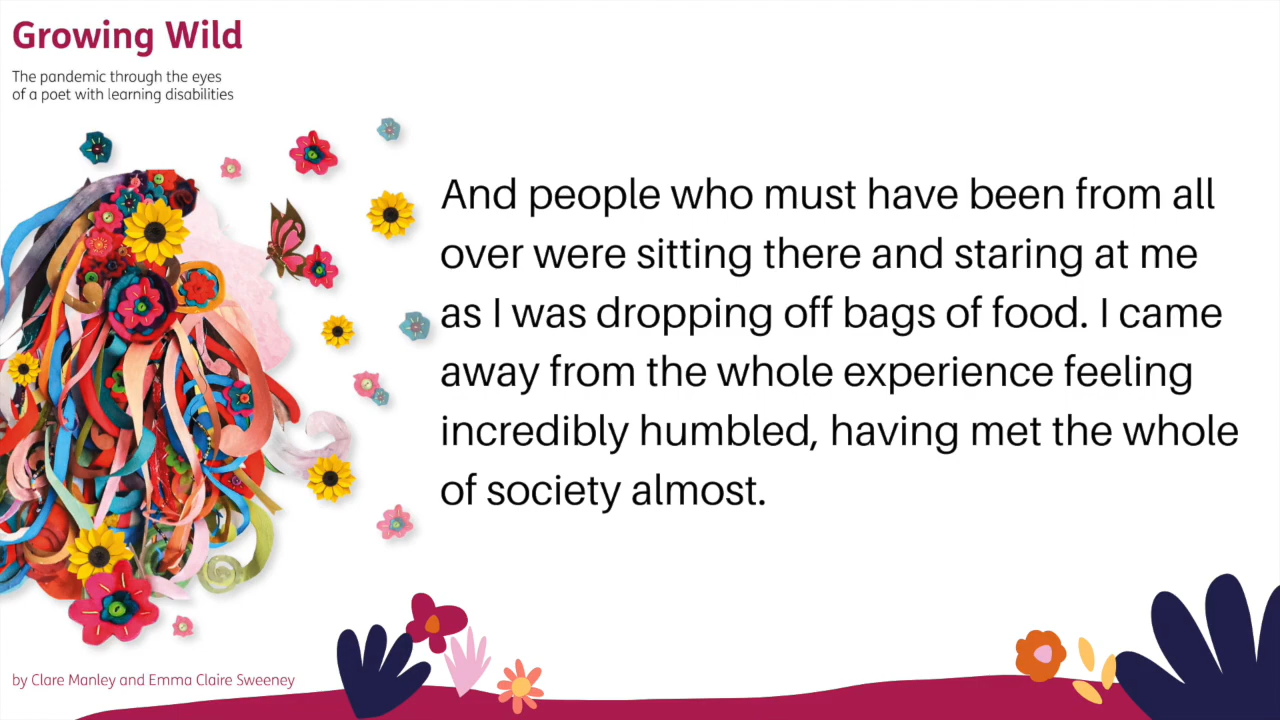 Growing Wild
The pandemic through the eyes
of a poet with learning disabilities
And people who must have been from all
over were sitting there and staring at me
as I was dropping off bags of food. I came
away from the whole experience feeling
incredibly humbled, having met the whole
of society almost.
by Clare Manley and Emma Claire Sweeney